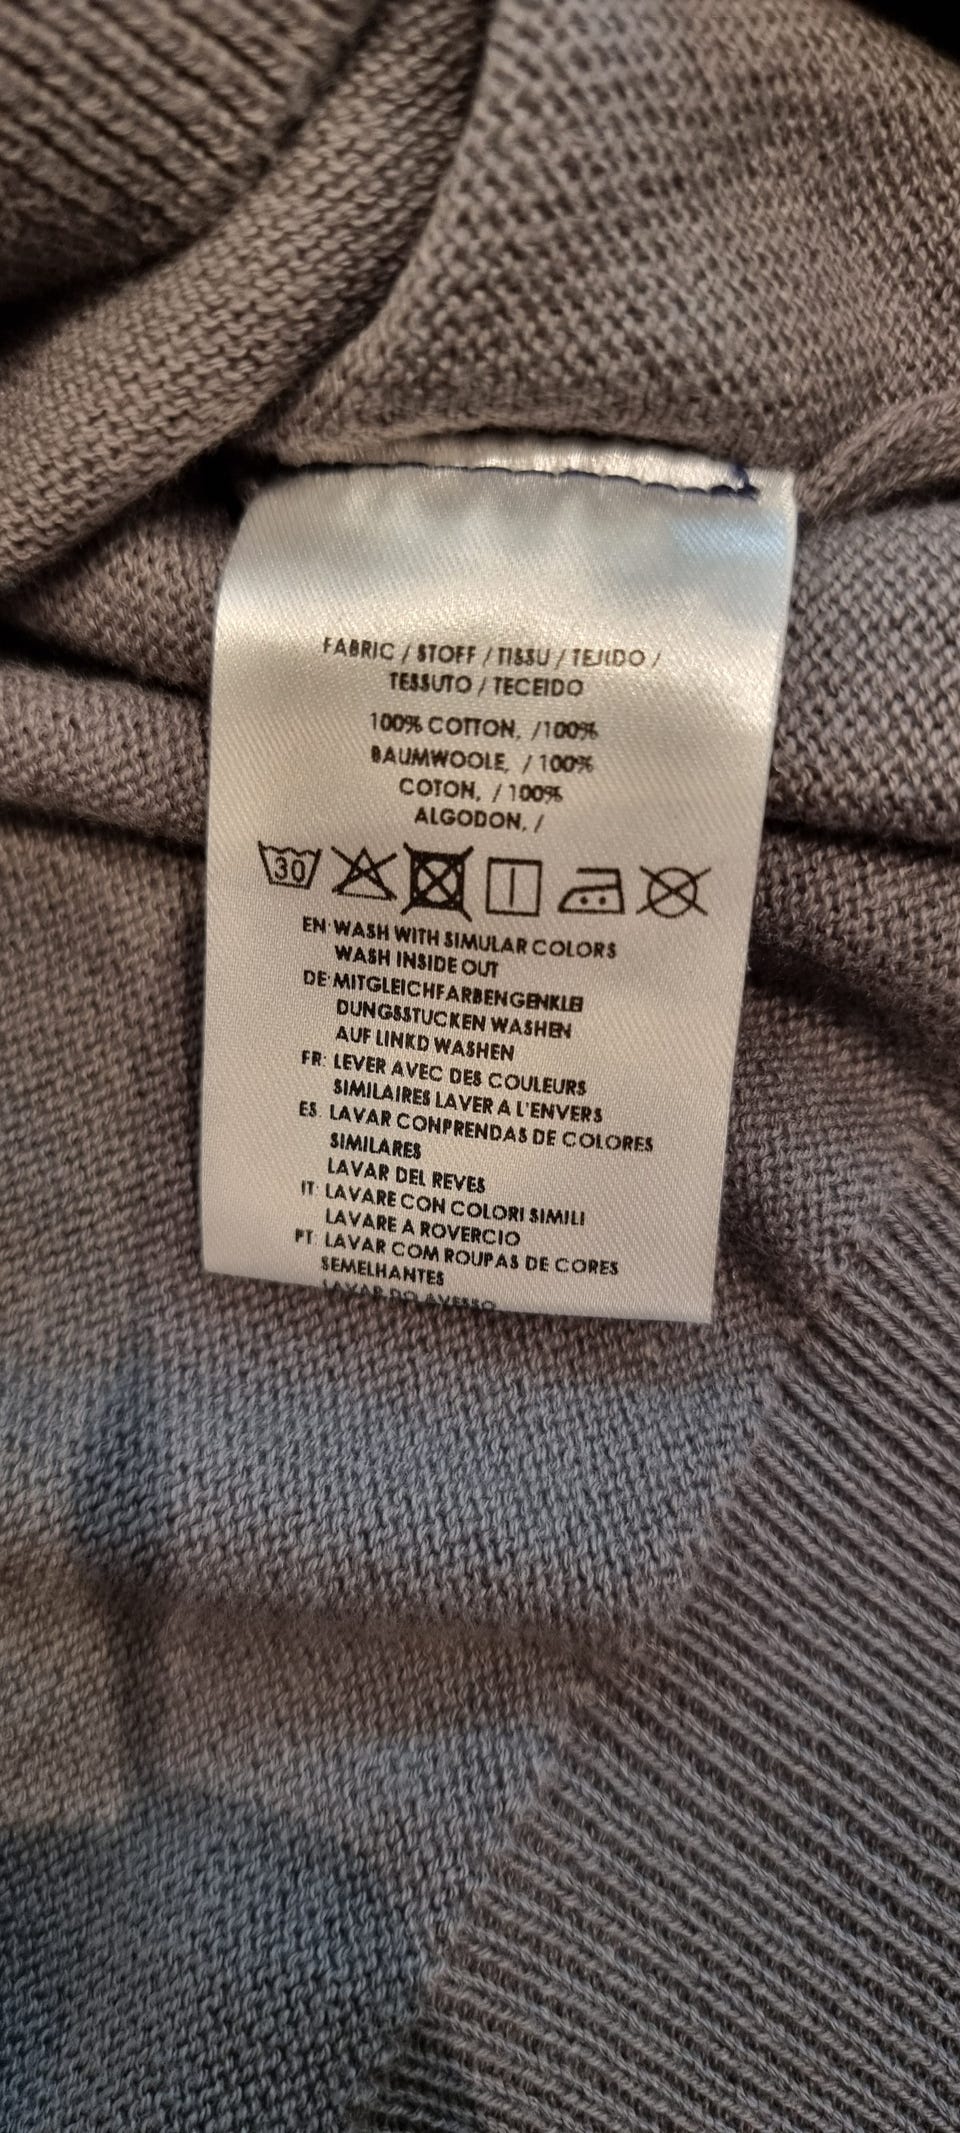 FABRIC / STOFF / TISSU / TEJIDO /
TESSUTO / TECEIDO
100% COTTON, /100%
BAUMWOOLE, / 100%
COTON, / 100%
ALGODON, /
30
EN: WASH WITH SIMULAR COLORS
WASH INSIDE OUT
DE: MITGLEICHFARBENGENKLEI
DUNGSSTUCKEN WASHEN
AUF LINKD WASHEN
FR: LEVER AVEC DES COULEURS
SIMILAIRES LAVER A L'ENVERS
ES. LAVAR CONPRENDAS DE COLORES
SIMILARES
LAVAR DEL REVES
IT: LAVARE CON COLORI SIMILI
LAVARE A ROVERCIO
PT: LAVAR COM ROUPAS DE CORES
SEMELHANTES
LAVAR DO AVESSO